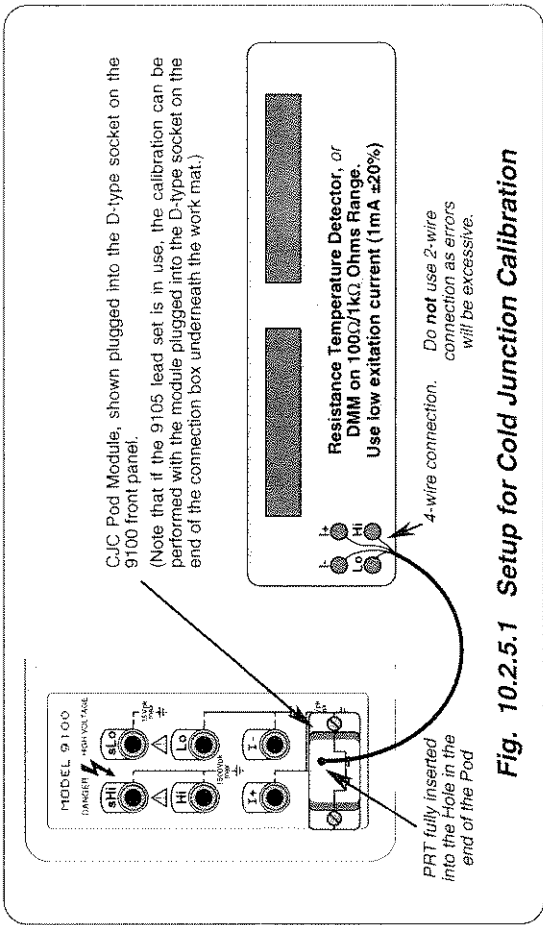 MODEL 9100
DANGER HIGH VOLTAGE
sHi
sLo
Hi
Lo
I+
I-
CJC Pod Module, shown plugged into the D-type socket on the
9100 front panel.
(Note that if the 9105 lead set is in use, the calibration can be
performed with the module plugged into the D-type socket on the
end of the connection box underneath the work mat.)
PRT fully inserted
into the Hole in the
end of the Pod
I- I+
Lo Hi
Resistance Temperature Detector, or
DMM on 100Ω/1kΩ Ohms Range.
Use low exitation current (1mA ±20%)
4-wire connection.
Do not use 2-wire
connection as errors
will be excessive.
Fig. 10.2.5.1 Setup for Cold Junction Calibration